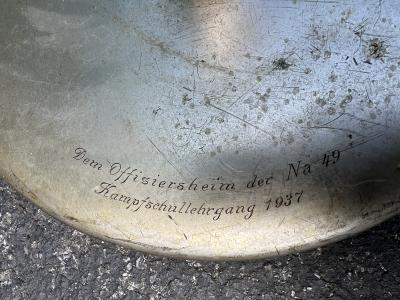 Dem Offiziersheim der Na 49
Kampfschullehrgang 1937